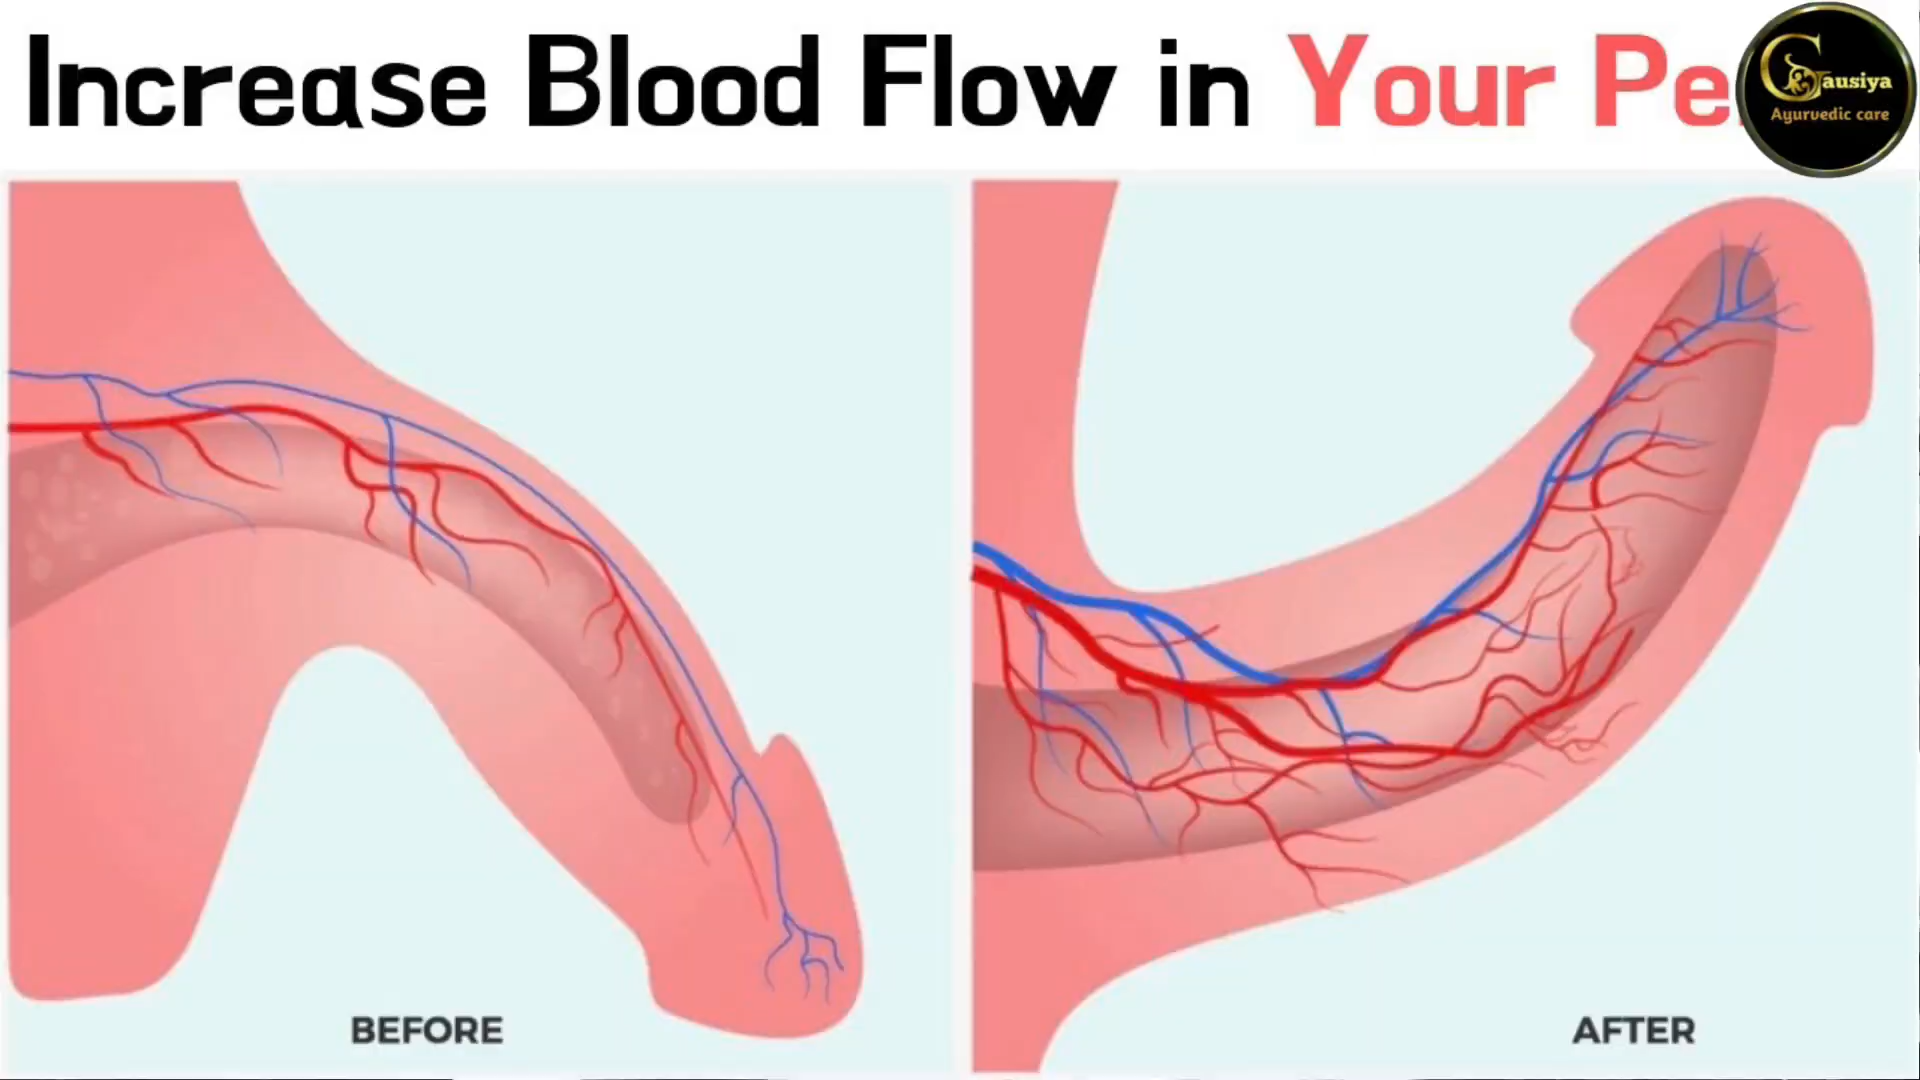 Increase Blood Flow in Your Pe
Gausiya
Ayurvedic care
BEFORE
AFTER